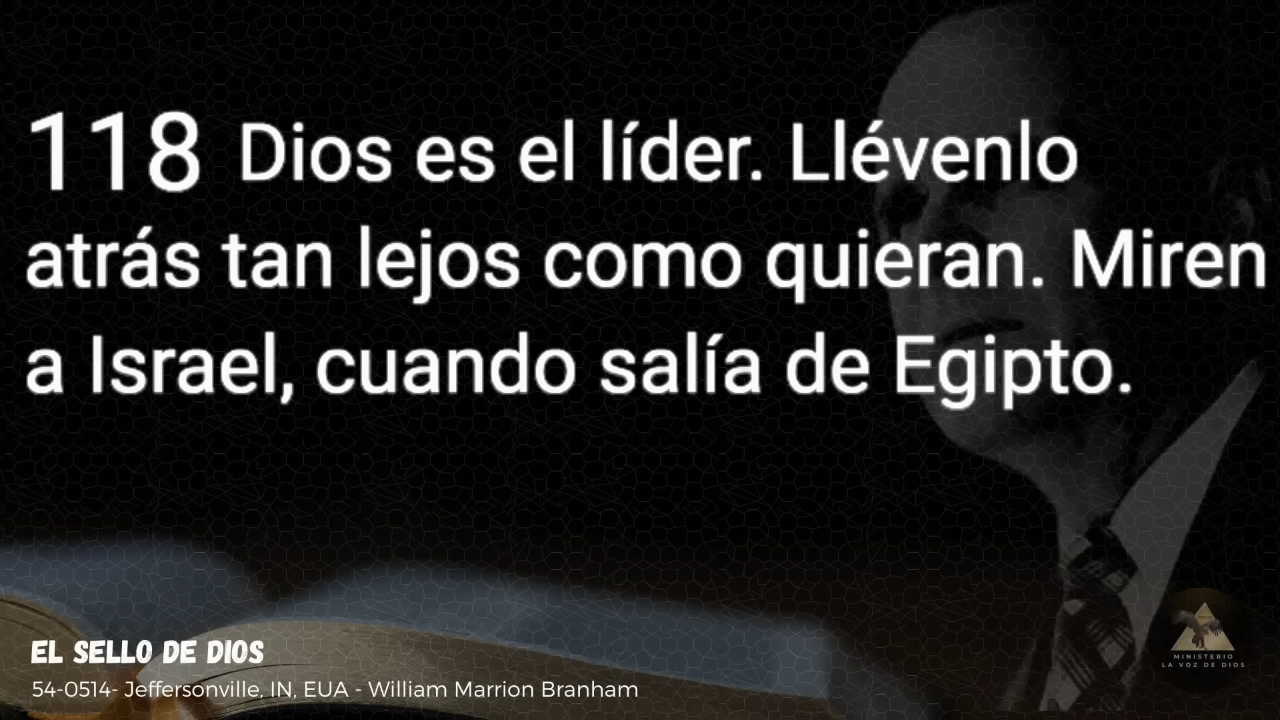 118 Dios es el líder. Llévenlo
atrás tan lejos como quieran. Miren
a Israel, cuando salía de Egipto.
EL SELLO DE DIOS
54-0514- Jeffersonville, IN, EUA - William Marrion Branham
MINISTERIO
LA VOZ DE DIOS